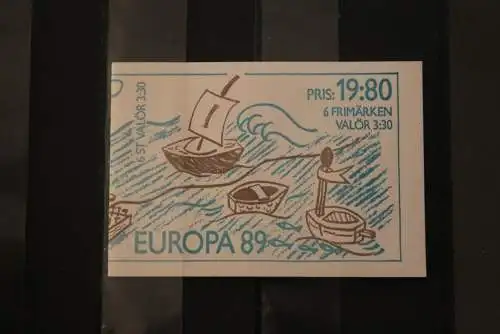 6 ST VALÖR 3:30
PRIS: 19:80
6 FRIMÄRKEN
VALÖR 3:30
EUROPA 89